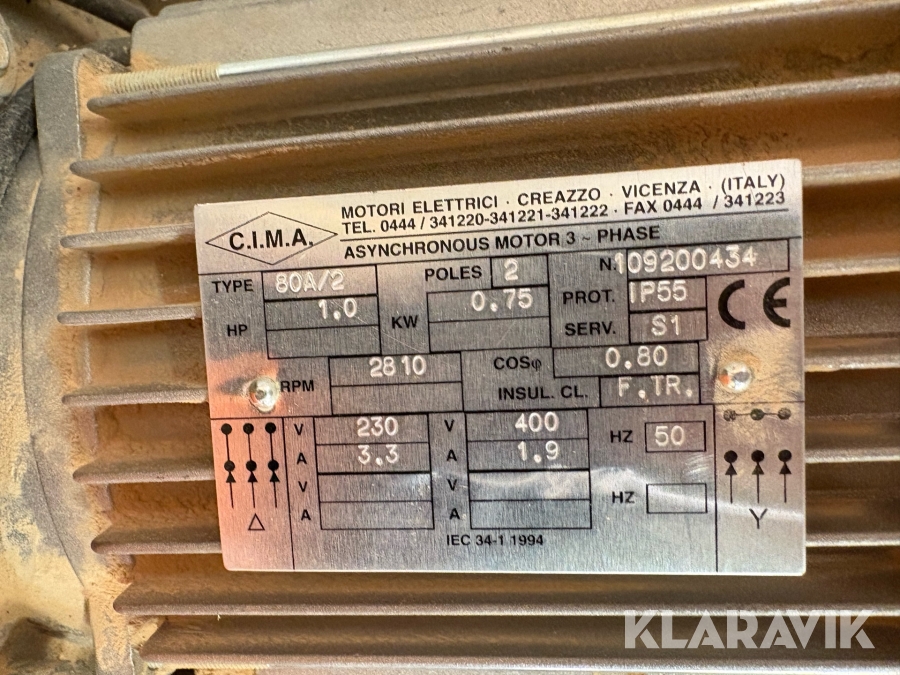 C.I.M.A.
MOTORI ELETTRICI · CREAZZO · VICENZA · (ITALY)
TEL. 0444 / 341220-341221-341222 · FAX 0444 / 341223
ASYNCHRONOUS MOTOR 3 ~ PHASE
TYPE 80A/2 POLES 2 N. 109200434
HP 1.0 KW 0.75 PROT. IP55
SERV. S1
RPM 2810 COSφ 0.80
INSUL. CL. F.TR.
V 230 V 400 HZ 50
A 3.3 A 1.9
V V HZ
A A
Δ Y
IEC 34-1 1994
CE
KLARAVIK